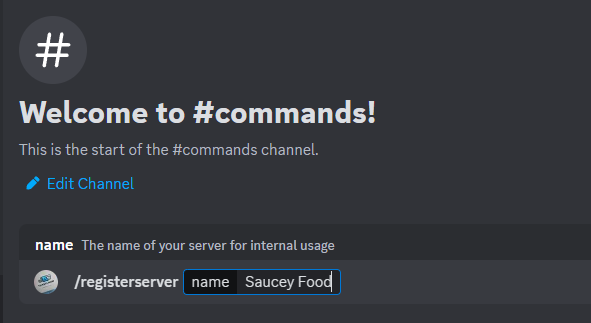 Welcome to #commands!
This is the start of the #commands channel.
Edit Channel
name The name of your server for internal usage
/registerserver name Saucey Food